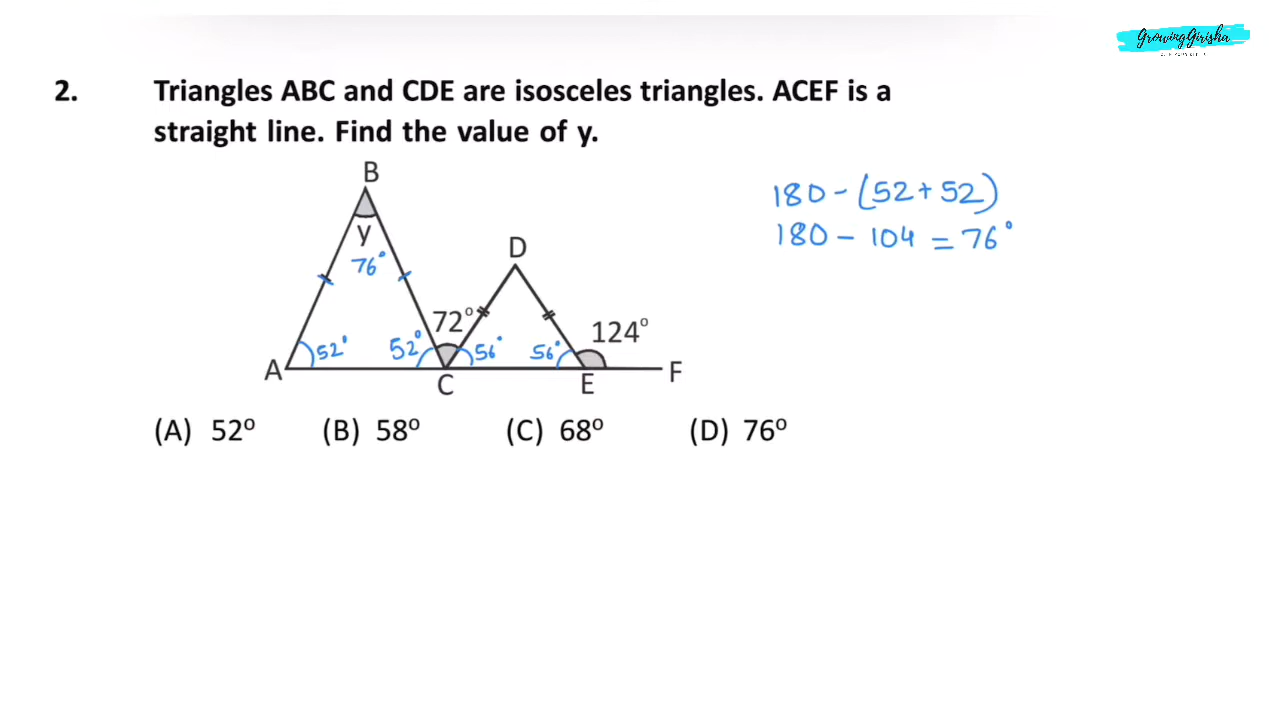 GrowingGirisha
2. Triangles ABC and CDE are isosceles triangles. ACEF is a
straight line. Find the value of y.
B
180 - (52 + 52)
180 - 104 = 76°
y
76°
D
72°
124°
52°
52°
56°
56°
A
C
E
F
(A) 52° (B) 58° (C) 68° (D) 76°